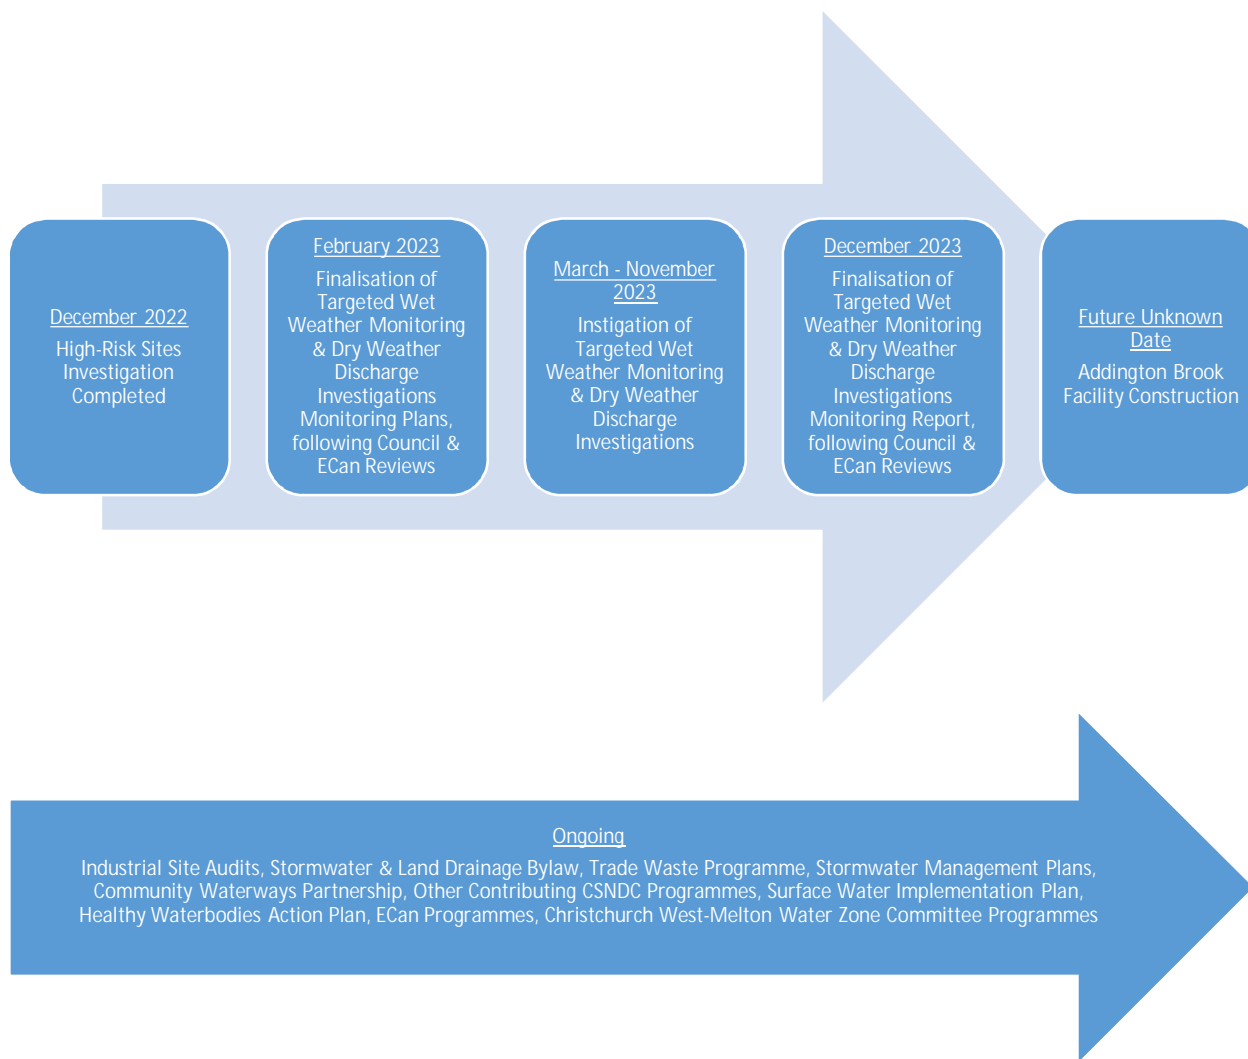 December 2022
High-Risk Sites
Investigation
Completed
February 2023
Finalisation of
Targeted Wet
Weather Monitoring
& Dry Weather
Discharge
Investigations
Monitoring Plans,
following Council &
ECan Reviews
March - November
2023
Instigation of
Targeted Wet
Weather Monitoring
& Dry Weather
Discharge
Investigations
December 2023
Finalisation of
Targeted Wet
Weather Monitoring
& Dry Weather
Discharge
Investigations
Monitoring Report,
following Council &
ECan Reviews
Future Unknown
Date
Addington Brook
Facility Construction
Ongoing
Industrial Site Audits, Stormwater & Land Drainage Bylaw, Trade Waste Programme, Stormwater Management Plans,
Community Waterways Partnership, Other Contributing CSNDC Programmes, Surface Water Implementation Plan,
Healthy Waterbodies Action Plan, ECan Programmes, Christchurch West-Melton Water Zone Committee Programmes